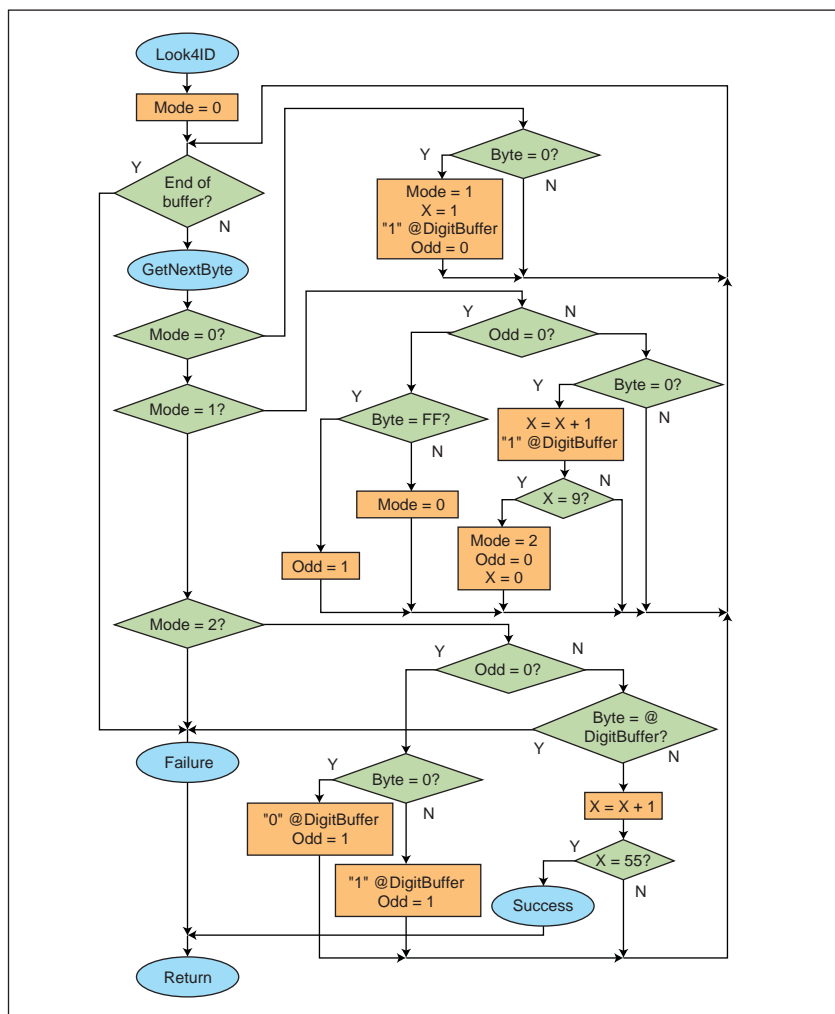 Look4ID
Mode = 0
Y
End of
buffer?
N
GetNextByte
Mode = 0?
Mode = 1?
Mode = 2?
Byte = 0?
Y
N
Mode = 1
X = 1
"1" @DigitBuffer
Odd = 0
Y
Odd = 0?
N
Y
Byte = FF?
N
Mode = 0
Odd = 1
Byte = 0?
Y
N
X = X + 1
"1" @DigitBuffer
Y
X = 9?
N
Mode = 2
Odd = 0
X = 0
Y
Odd = 0?
N
Byte = @
DigitBuffer?
Y
N
Failure
Y
Byte = 0?
N
"0" @DigitBuffer
Odd = 1
"1" @DigitBuffer
Odd = 1
X = X + 1
Y
X = 55?
N
Success
Return